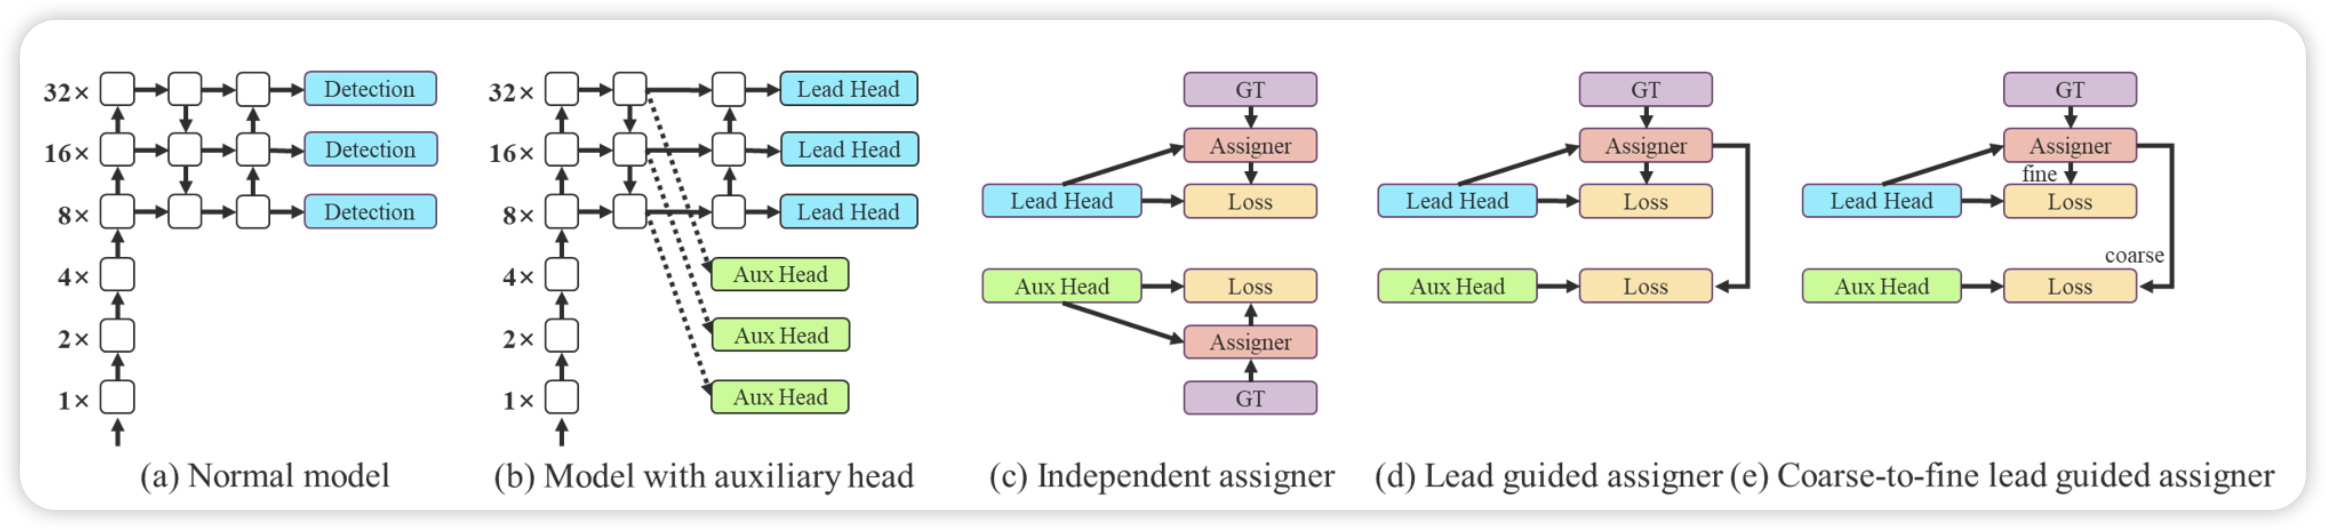 32×
Detection
16×
Detection
8×
Detection
4×
2×
1×
(a) Normal model
32×
Lead Head
16×
Lead Head
8×
Lead Head
4×
Aux Head
2×
Aux Head
1×
Aux Head
(b) Model with auxiliary head
GT
Assigner
Lead Head
Loss
Aux Head
Loss
Assigner
GT
(c) Independent assigner
GT
Assigner
Lead Head
Loss
Aux Head
Loss
(d) Lead guided assigner
GT
Assigner
fine
Lead Head
Loss
coarse
Aux Head
Loss
(e) Coarse-to-fine lead guided assigner